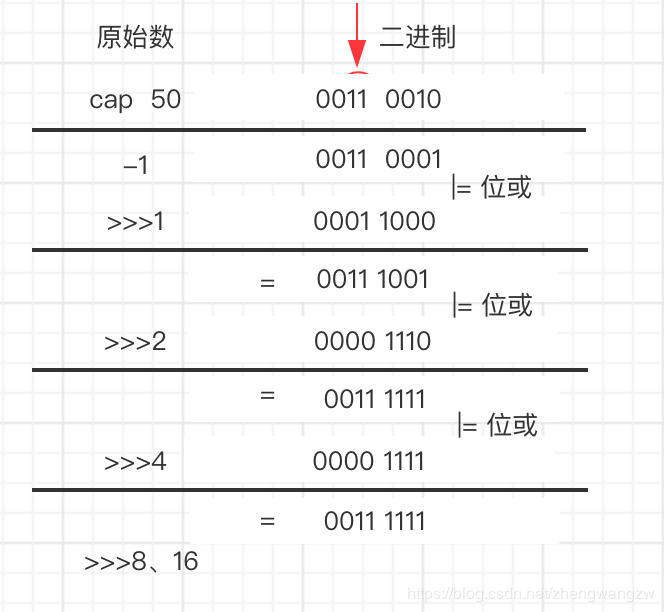 原始数 二进制
cap 50 0011 0010
−1 0011 0001
|= 位或
>>>1 0001 1000
= 0011 1001
|= 位或
>>>2 0000 1110
= 0011 1111
|= 位或
>>>4 0000 1111
= 0011 1111
>>>8、16
https://blog.csdn.net/zhengwangzw